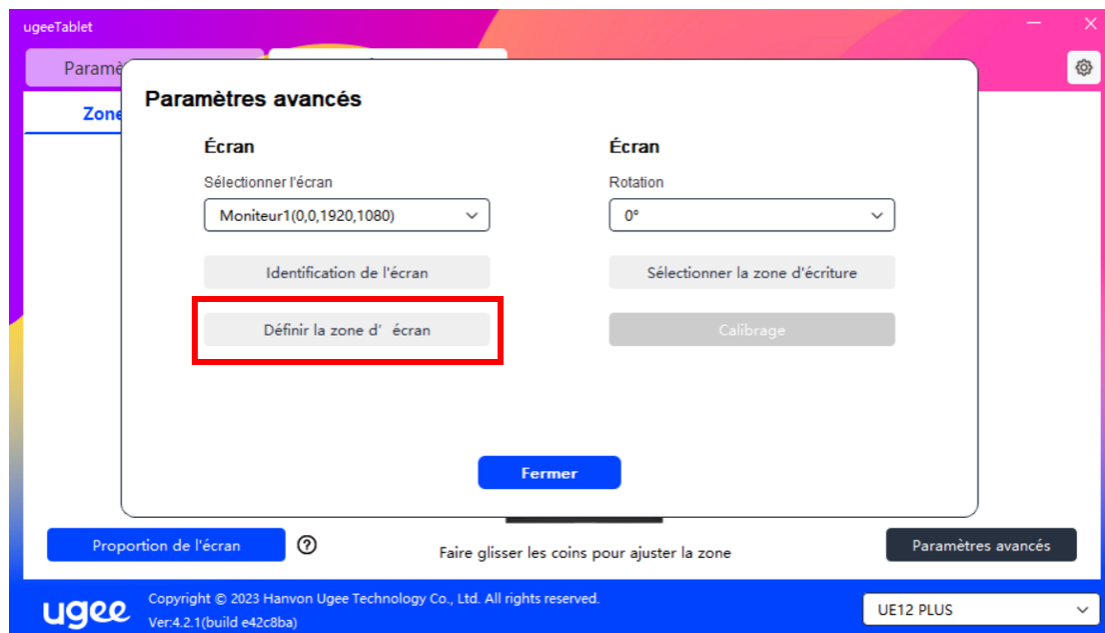 ugeeTablet
Paramè
Zone
Paramètres avancés
Écran
Écran
Sélectionner l'écran
Rotation
Moniteur1(0,0,1920,1080)
0°
Identification de l'écran
Sélectionner la zone d'écriture
Définir la zone d’ écran
Calibrage
Fermer
Proportion de l'écran
?
Faire glisser les coins pour ajuster la zone
Paramètres avancés
ugee
Copyright © 2023 Hanvon Ugee Technology Co., Ltd. All rights reserved.
Ver:4.2.1(build e42c8ba)
UE12 PLUS